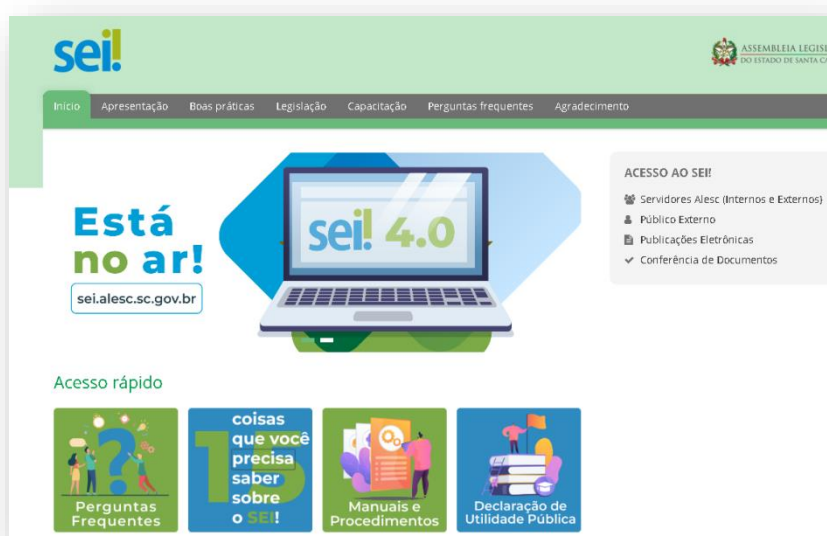 sei!
ASSEMBLEIA
DO ESTADO DE SANTA
Início Apresentação Boas práticas Legislação Capacitação Perguntas frequentes Agradecimento
Está
no ar!
sei.alesc.sc.gov.br
sei! 4.0
ACESSO AO SEI!
Servidores Alesc (Internos e Externos)
Público Externo
Publicações Eletrônicas
Conferência de Documentos
Acesso rápido
?
Perguntas
Frequentes
15
coisas
que você
precisa
saber
sobre
o SEI!
Manuais e
Procedimentos
Declaração de
Utilidade Pública